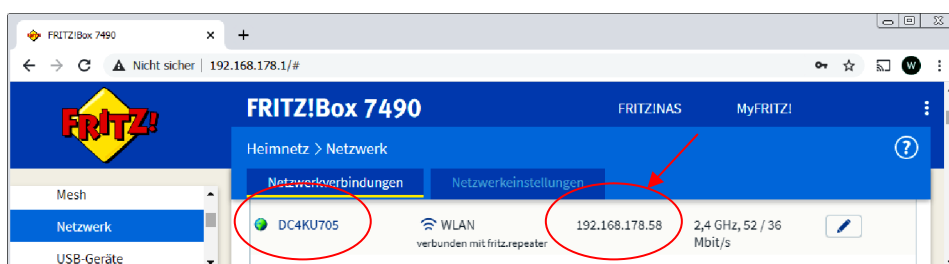 FRITZ!Box 7490
Nicht sicher | 192.168.178.1/#
W
FRITZ!
FRITZ!Box 7490 FRITZ!NAS MyFRITZ!
Heimnetz > Netzwerk
Netzwerkverbindungen Netzwerkeinstellungen
Mesh
Netzwerk
USB-Geräte
DC4KU705 WLAN 192.168.178.58 2,4 GHz, 52 / 36
verbunden mit fritz.repeater Mbit/s